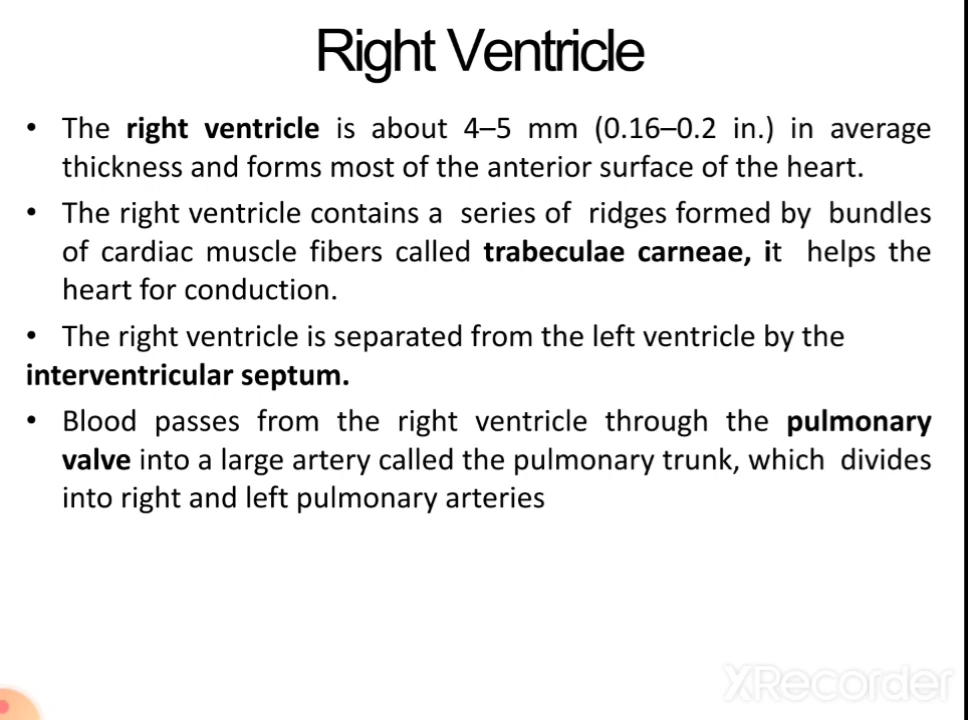 Right Ventricle
• The right ventricle is about 4–5 mm (0.16–0.2 in.) in average
thickness and forms most of the anterior surface of the heart.
• The right ventricle contains a series of ridges formed by bundles
of cardiac muscle fibers called trabeculae carneae, it helps the
heart for conduction.
• The right ventricle is separated from the left ventricle by the
interventricular septum.
• Blood passes from the right ventricle through the pulmonary
valve into a large artery called the pulmonary trunk, which divides
into right and left pulmonary arteries
XRecorder